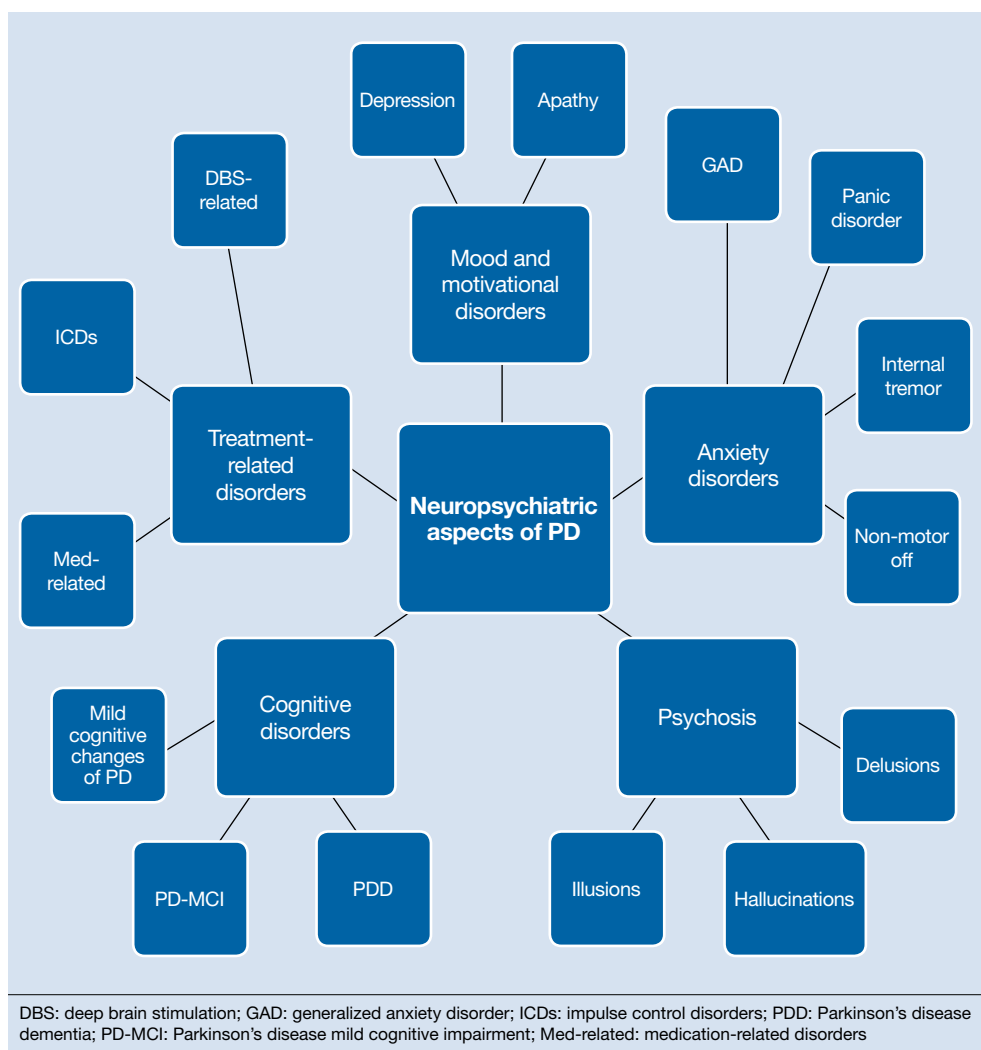 Depression
Apathy
GAD
Panic
disorder
DBS-
related
Mood and
motivational
disorders
ICDs
Internal
tremor
Treatment-
related
disorders
Anxiety
disorders
Neuropsychiatric
aspects of PD
Med-
related
Non-motor
off
Mild
cognitive
changes
of PD
Cognitive
disorders
Psychosis
Delusions
PD-MCI
PDD
Illusions
Hallucinations
DBS: deep brain stimulation; GAD: generalized anxiety disorder; ICDs: impulse control disorders; PDD: Parkinson’s disease
dementia; PD-MCI: Parkinson’s disease mild cognitive impairment; Med-related: medication-related disorders